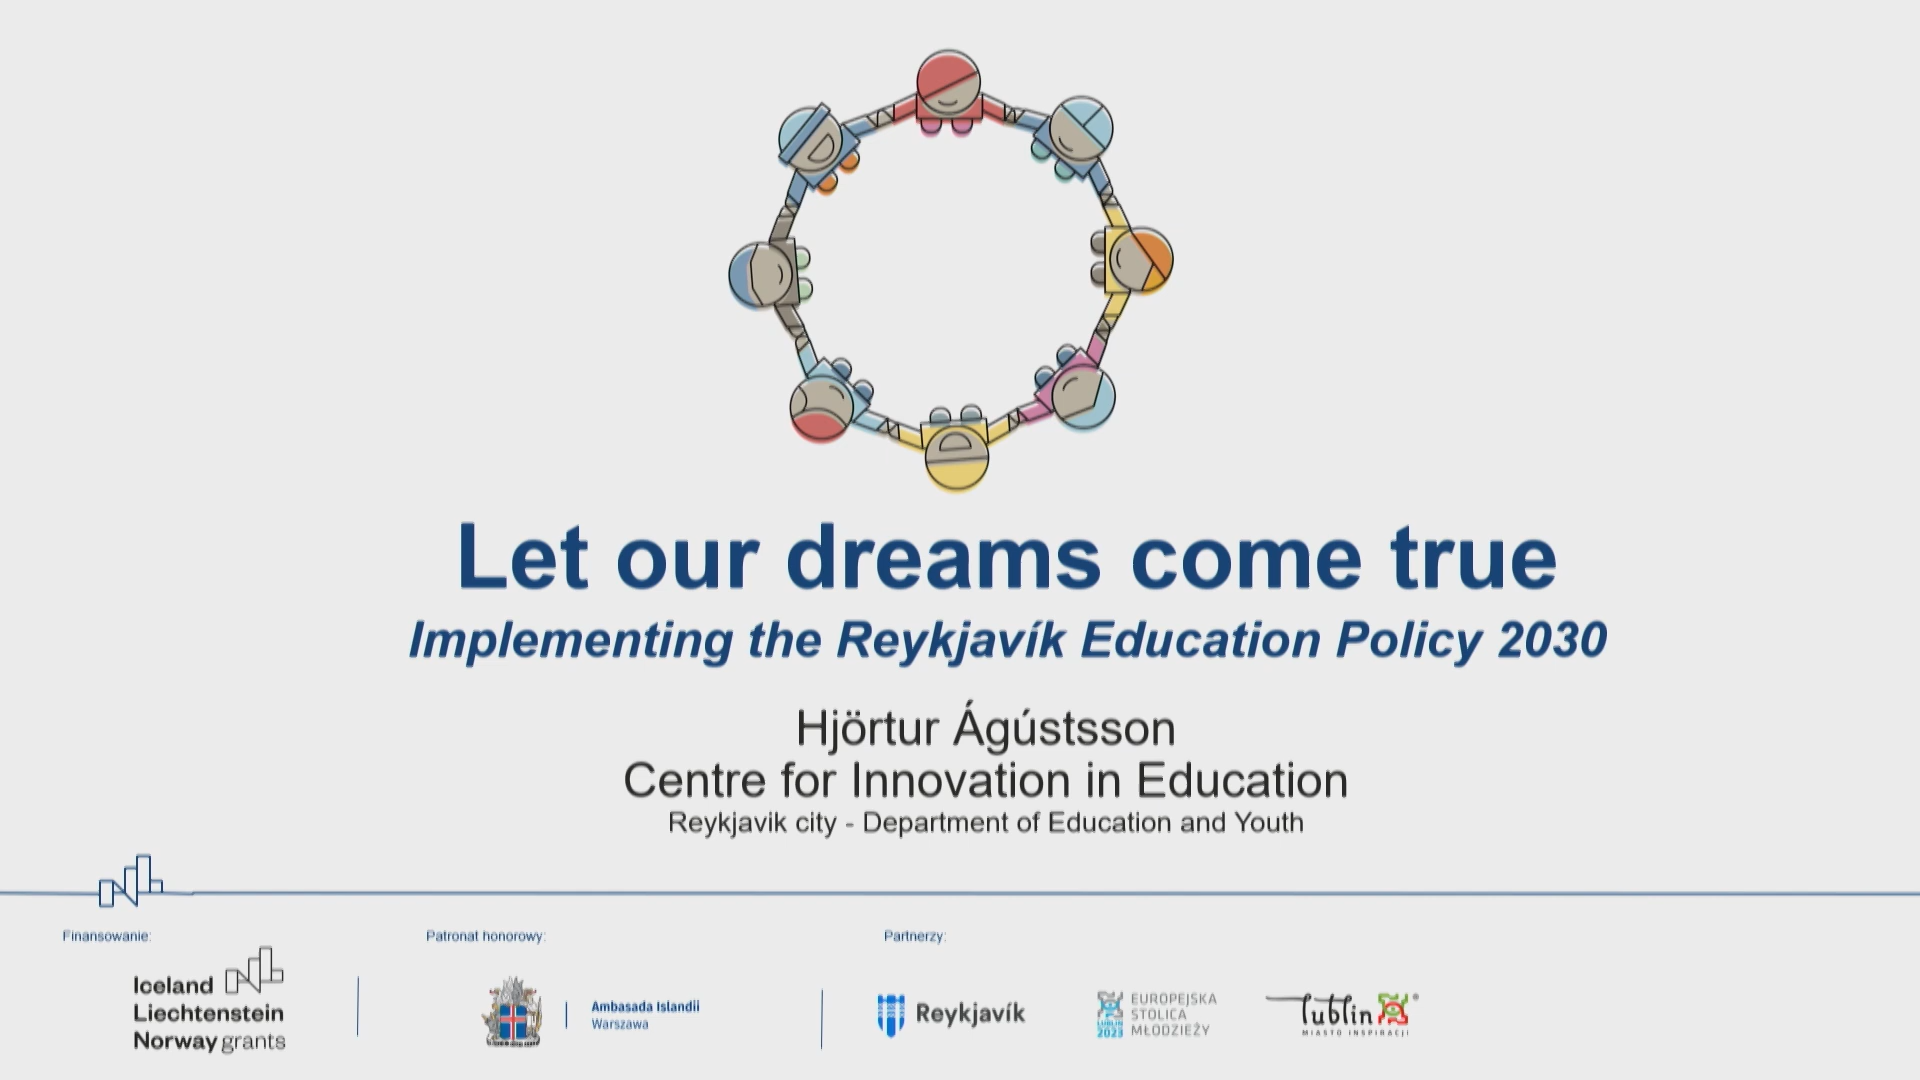 Let our dreams come true
Implementing the Reykjavík Education Policy 2030
Hjörtur Ágústsson
Centre for Innovation in Education
Reykjavik city - Department of Education and Youth
Finansowanie:
Patronat honorowy:
Partnerzy:
Iceland
Liechtenstein
Norway grants
Ambasada Islandii
Warszawa
Reykjavík
LUBLIN
2023
EUROPEJSKA
STOLICA
MŁODZIEŻY
Lublin
MIASTO INSPIRACJI